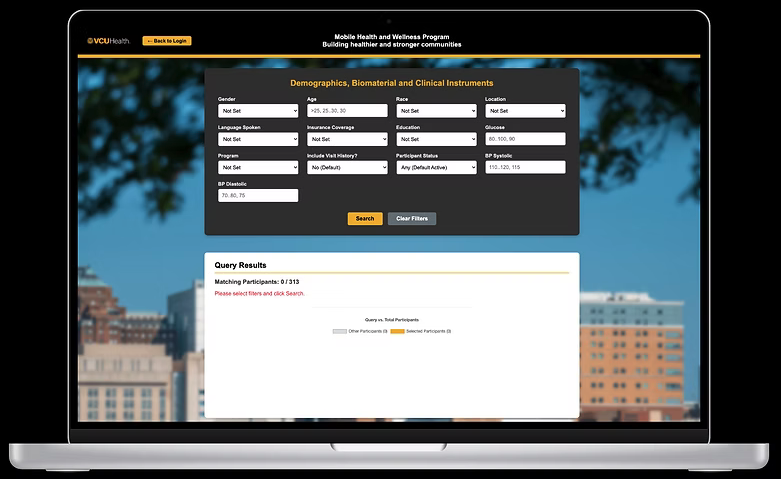 VCUHealth.
← Back to Login
Mobile Health and Wellness Program
Building healthier and stronger communities
Demographics, Biomaterial and Clinical Instruments
Gender Age Race Location
Not Set >25, 25..30, 30 Not Set Not Set
Language Spoken Insurance Coverage Education Glucose
Not Set Not Set Not Set 80..100, 90
Program Include Visit History? Participant Status BP Systolic
Not Set No (Default) Any (Default Active) 110..120, 115
BP Diastolic
70..80, 75
Search Clear Filters
Query Results
Matching Participants: 0 / 313
Please select filters and click Search.
Query vs. Total Participants
Other Participants (0) Selected Participants (0)